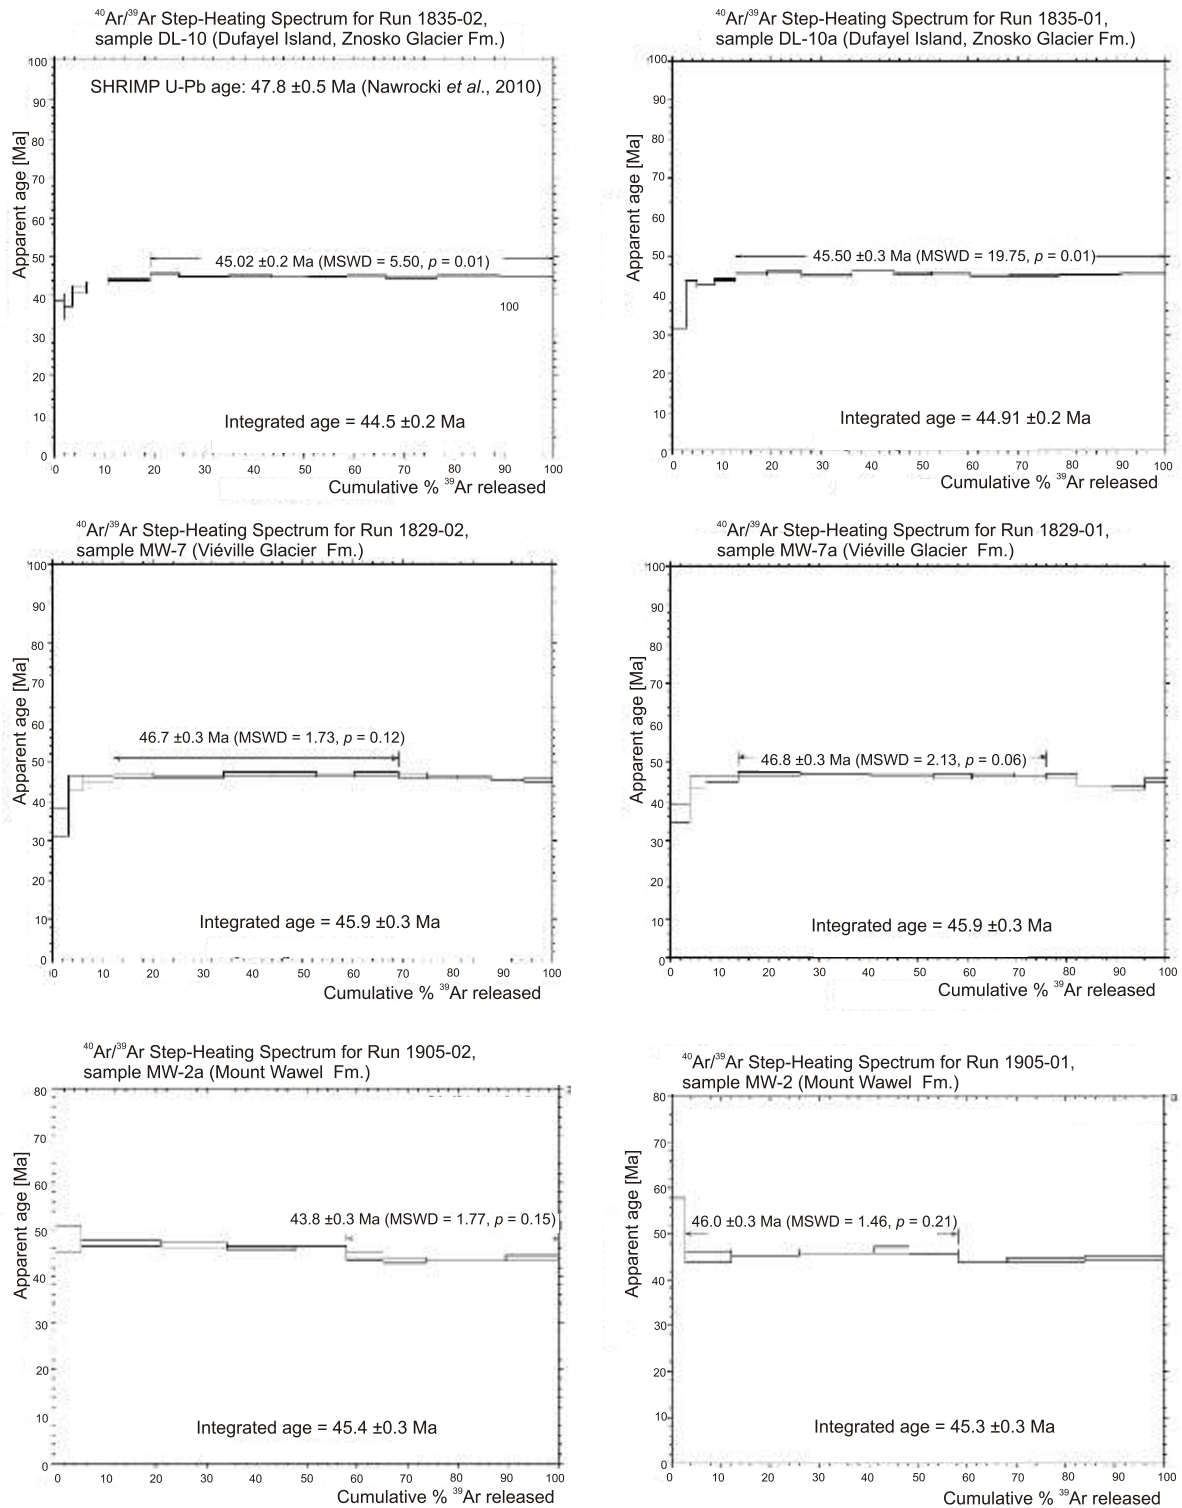 ⁴⁰Ar/³⁹Ar Step-Heating Spectrum for Run 1835-02,
sample DL-10 (Dufayel Island, Znosko Glacier Fm.)
SHRIMP U-Pb age: 47.8 ±0.5 Ma (Nawrocki et al., 2010)
Apparent age [Ma]
100
90
80
70
60
50
40
30
20
10
0
45.02 ±0.2 Ma (MSWD = 5.50, p = 0.01)
100
Integrated age = 44.5 ±0.2 Ma
0 10 20 30 40 50 60 70 80 90 100
Cumulative % ³⁹Ar released
⁴⁰Ar/³⁹Ar Step-Heating Spectrum for Run 1835-01,
sample DL-10a (Dufayel Island, Znosko Glacier Fm.)
Apparent age [Ma]
100
90
80
70
60
50
40
30
20
10
0
45.50 ±0.3 Ma (MSWD = 19.75, p = 0.01)
Integrated age = 44.91 ±0.2 Ma
0 10 20 30 40 50 60 70 80 90 100
Cumulative % ³⁹Ar released
⁴⁰Ar/³⁹Ar Step-Heating Spectrum for Run 1829-02,
sample MW-7 (Viéville Glacier Fm.)
Apparent age [Ma]
100
90
80
70
60
50
40
30
20
10
0
46.7 ±0.3 Ma (MSWD = 1.73, p = 0.12)
Integrated age = 45.9 ±0.3 Ma
0 10 20 30 40 50 60 70 80 90 100
Cumulative % ³⁹Ar released
⁴⁰Ar/³⁹Ar Step-Heating Spectrum for Run 1829-01,
sample MW-7a (Viéville Glacier Fm.)
Apparent age [Ma]
100
90
80
70
60
50
40
30
20
10
0
46.8 ±0.3 Ma (MSWD = 2.13, p = 0.06)
Integrated age = 45.9 ±0.3 Ma
0 10 20 30 40 50 60 70 80 90 100
Cumulative % ³⁹Ar released
⁴⁰Ar/³⁹Ar Step-Heating Spectrum for Run 1905-02,
sample MW-2a (Mount Wawel Fm.)
Apparent age [Ma]
80
70
60
50
40
30
20
10
0
43.8 ±0.3 Ma (MSWD = 1.77, p = 0.15)
Integrated age = 45.4 ±0.3 Ma
0 10 20 30 40 50 60 70 80 90 100
Cumulative % ³⁹Ar released
⁴⁰Ar/³⁹Ar Step-Heating Spectrum for Run 1905-01,
sample MW-2 (Mount Wawel Fm.)
Apparent age [Ma]
80
70
60
50
40
30
20
10
0
46.0 ±0.3 Ma (MSWD = 1.46, p = 0.21)
Integrated age = 45.3 ±0.3 Ma
0 10 20 30 40 50 60 70 80 90 100
Cumulative % ³⁹Ar released